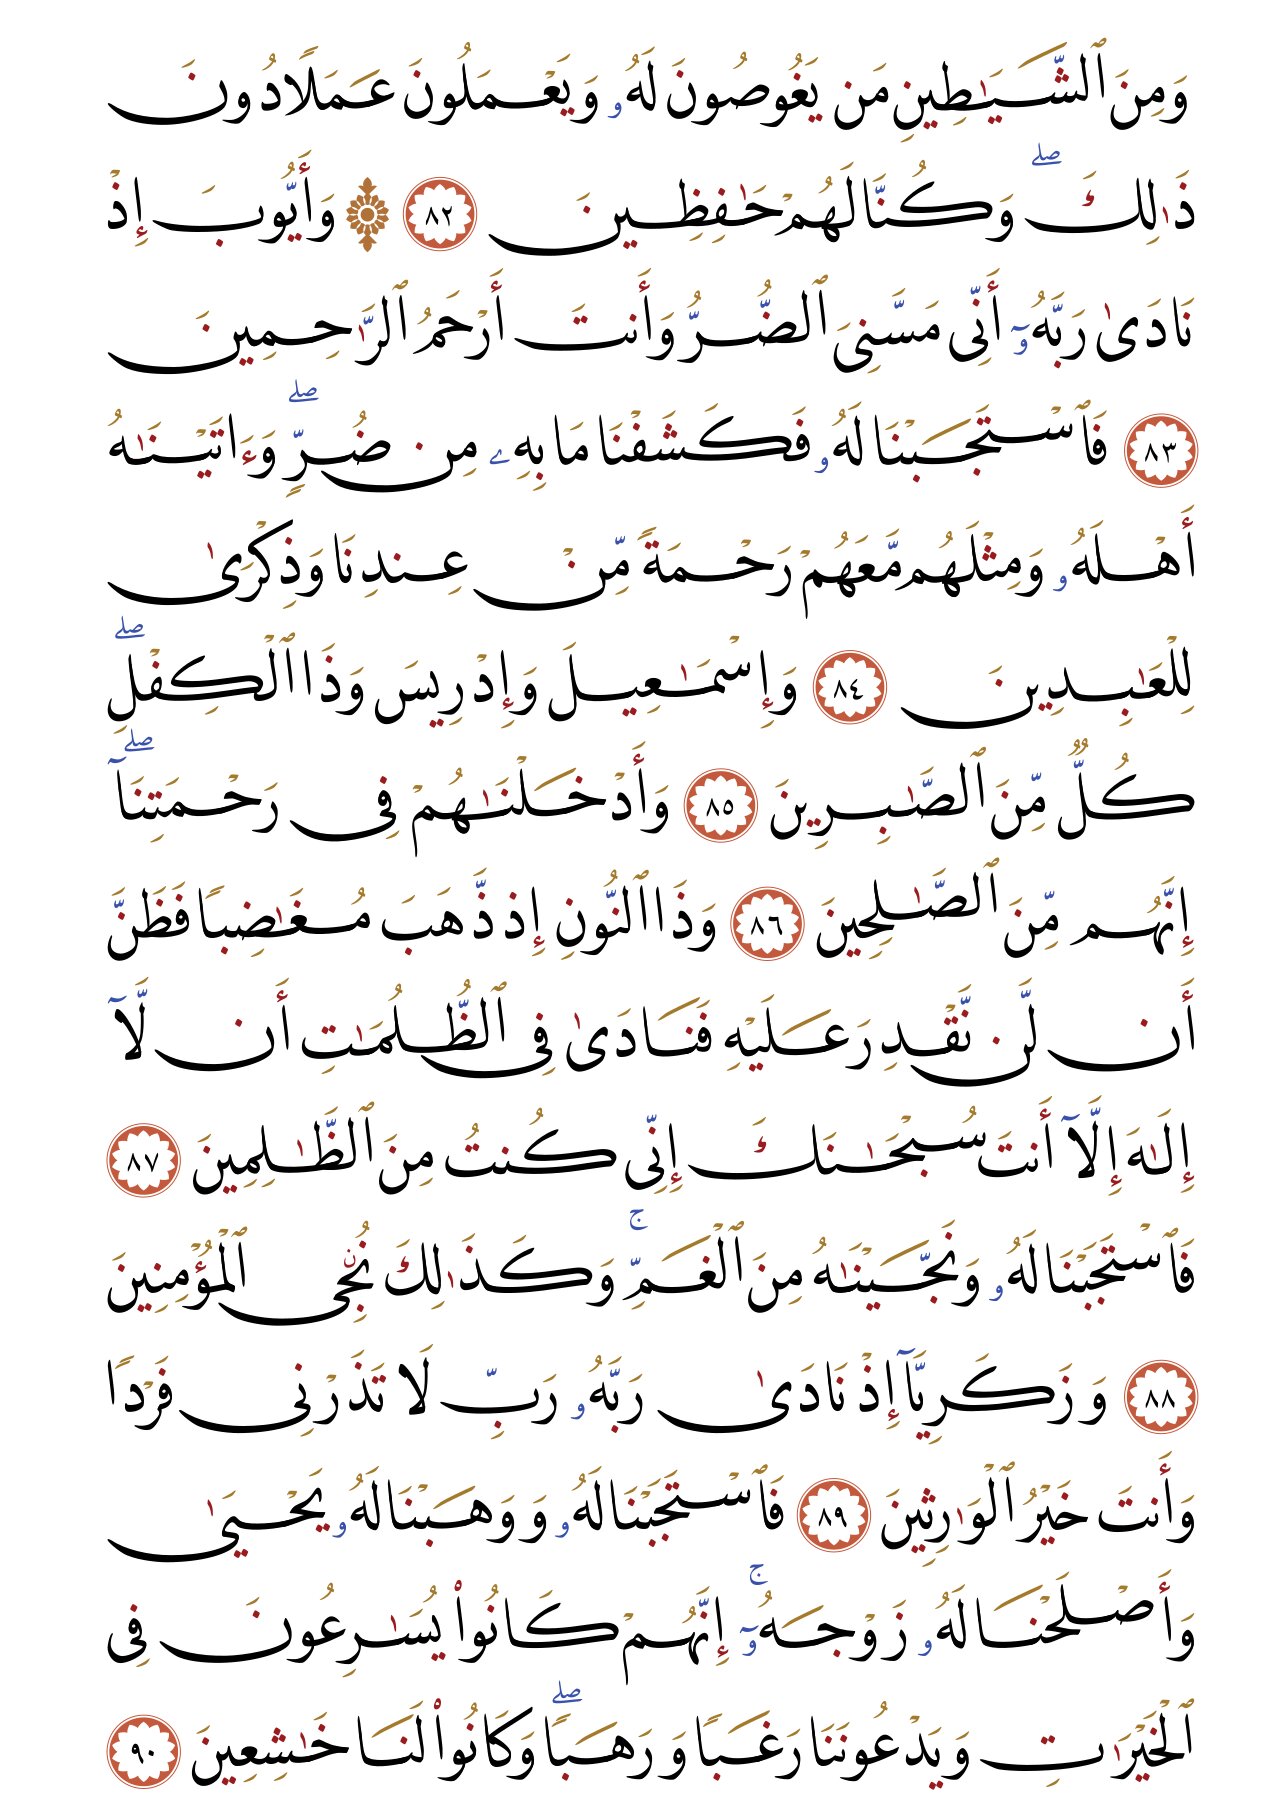 وَمِنَ ٱلشَّيَـٰطِينِ مَن يَغُوصُونَ لَهُۥ وَيَعْمَلُونَ عَمَلًا دُونَ
ذَٰلِكَ ۖ وَكُنَّا لَهُمْ حَـٰفِظِينَ ٨٢ ۞ وَأَيُّوبَ إِذْ
نَادَىٰ رَبَّهُۥٓ أَنِّى مَسَّنِىَ ٱلضُّرُّ وَأَنتَ أَرْحَمُ ٱلرَّٰحِمِينَ
٨٣ فَٱسْتَجَبْنَا لَهُۥ فَكَشَفْنَا مَا بِهِۦ مِن ضُرٍّ ۖ وَءَاتَيْنَـٰهُ
أَهْلَهُۥ وَمِثْلَهُم مَّعَهُمْ رَحْمَةً مِّنْ عِندِنَا وَذِكْرَىٰ
لِلْعَـٰبِدِينَ ٨٤ وَإِسْمَـٰعِيلَ وَإِدْرِيسَ وَذَا ٱلْكِفْلِ ۖ
كُلٌّ مِّنَ ٱلصَّـٰبِرِينَ ٨٥ وَأَدْخَلْنَـٰهُمْ فِى رَحْمَتِنَآ ۖ
إِنَّهُم مِّنَ ٱلصَّـٰلِحِينَ ٨٦ وَذَا ٱلنُّونِ إِذ ذَّهَبَ مُغَـٰضِبًا فَظَنَّ
أَن لَّن نَّقْدِرَ عَلَيْهِ فَنَادَىٰ فِى ٱلظُّلُمَـٰتِ أَن لَّآ
إِلَـٰهَ إِلَّآ أَنتَ سُبْحَـٰنَكَ إِنِّى كُنتُ مِنَ ٱلظَّـٰلِمِينَ ٨٧
فَٱسْتَجَبْنَا لَهُۥ وَنَجَّيْنَـٰهُ مِنَ ٱلْغَمِّ ۚ وَكَذَٰلِكَ نُـۨجِى ٱلْمُؤْمِنِينَ
٨٨ وَزَكَرِيَّآ إِذْ نَادَىٰ رَبَّهُۥ رَبِّ لَا تَذَرْنِى فَرْدًا
وَأَنتَ خَيْرُ ٱلْوَٰرِثِينَ ٨٩ فَٱسْتَجَبْنَا لَهُۥ وَوَهَبْنَا لَهُۥ يَحْيَىٰ
وَأَصْلَحْنَا لَهُۥ زَوْجَهُۥٓ ۚ إِنَّهُمْ كَانُوا۟ يُسَـٰرِعُونَ فِى
ٱلْخَيْرَٰتِ وَيَدْعُونَنَا رَغَبًا وَرَهَبًا ۖ وَكَانُوا۟ لَنَا خَـٰشِعِينَ ٩٠